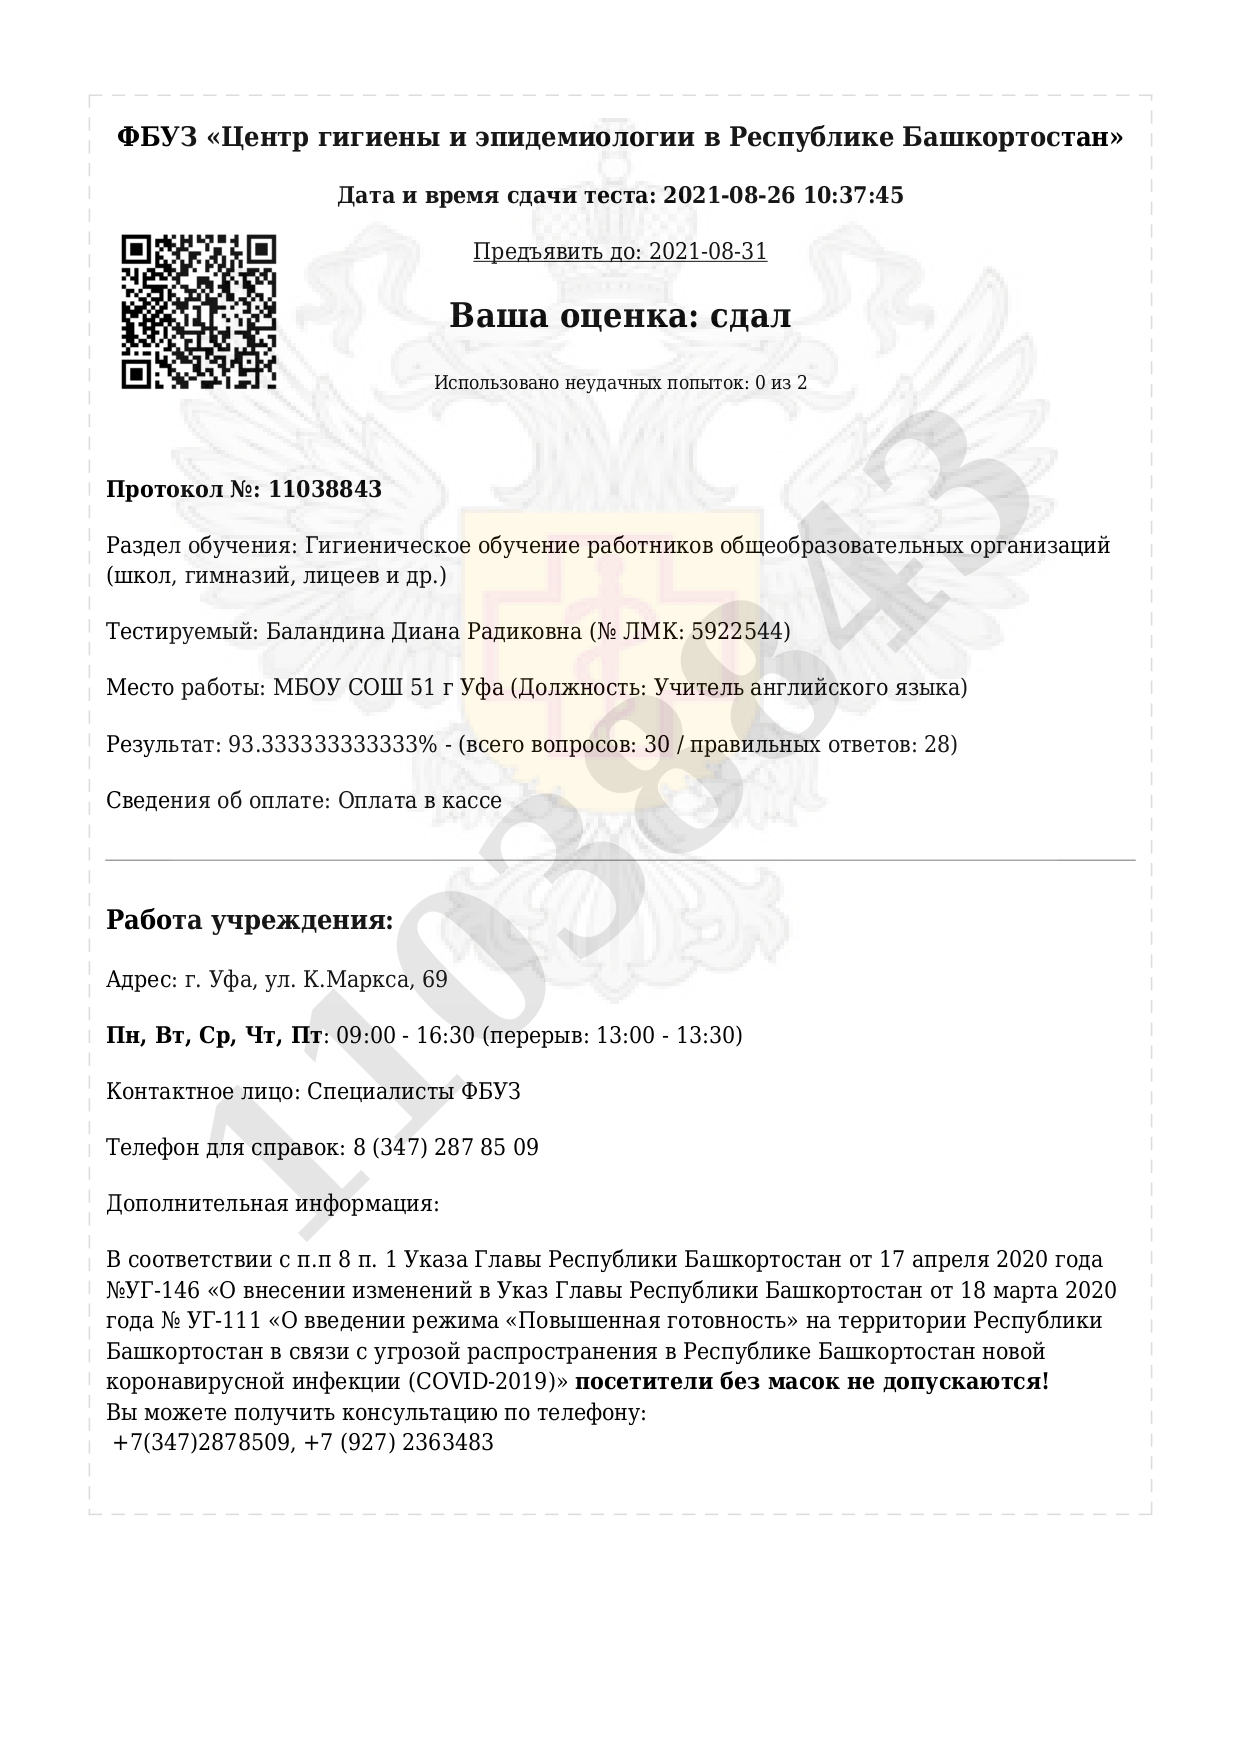 ФБУЗ «Центр гигиены и эпидемиологии в Республике Башкортостан»
Дата и время сдачи теста: 2021-08-26 10:37:45
Предъявить до: 2021-08-31
Ваша оценка: сдал
Использовано неудачных попыток: 0 из 2
Протокол №: 11038843
Раздел обучения: Гигиеническое обучение работников общеобразовательных организаций
(школ, гимназий, лицеев и др.)
Тестируемый: Баландина Диана Радиковна (№ ЛМК: 5922544)
Место работы: МБОУ СОШ 51 г Уфа (Должность: Учитель английского языка)
Результат: 93.333333333333% - (всего вопросов: 30 / правильных ответов: 28)
Сведения об оплате: Оплата в кассе
11038843
Работа учреждения:
Адрес: г. Уфа, ул. К.Маркса, 69
Пн, Вт, Ср, Чт, Пт: 09:00 - 16:30 (перерыв: 13:00 - 13:30)
Контактное лицо: Специалисты ФБУЗ
Телефон для справок: 8 (347) 287 85 09
Дополнительная информация:
В соответствии с п.п 8 п. 1 Указа Главы Республики Башкортостан от 17 апреля 2020 года
№УГ-146 «О внесении изменений в Указ Главы Республики Башкортостан от 18 марта 2020
года № УГ-111 «О введении режима «Повышенная готовность» на территории Республики
Башкортостан в связи с угрозой распространения в Республике Башкортостан новой
коронавирусной инфекции (COVID-2019)» посетители без масок не допускаются!
Вы можете получить консультацию по телефону:
+7(347)2878509, +7 (927) 2363483